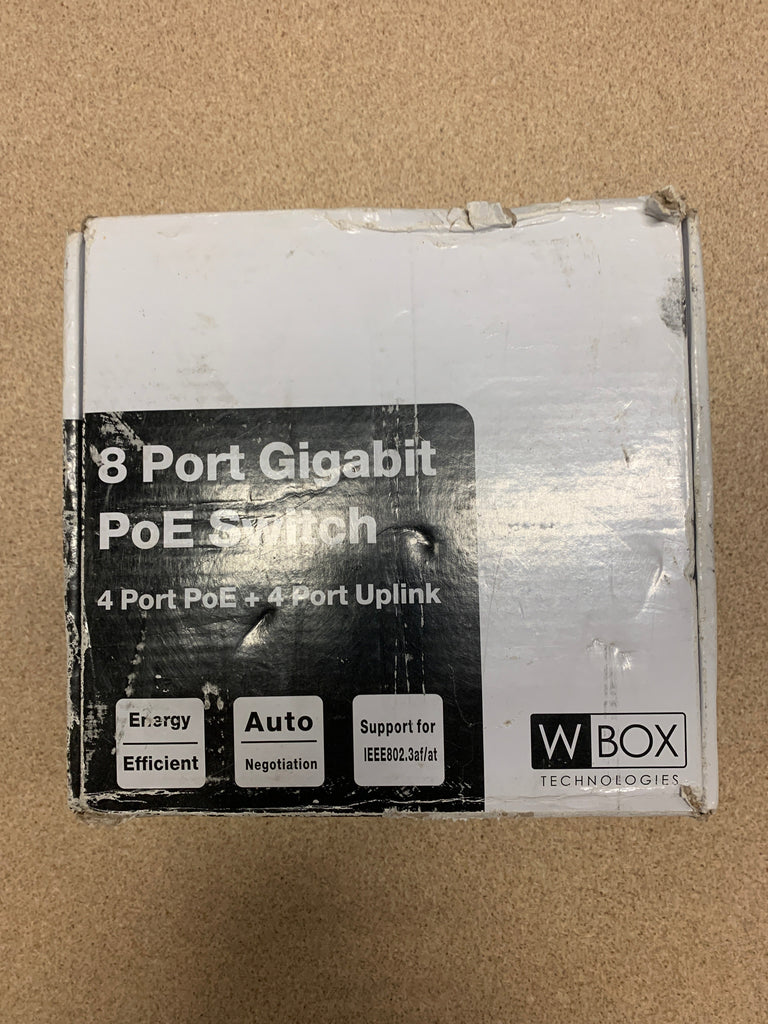 8 Port Gigabit
PoE Switch
4 Port PoE + 4 Port Uplink
Energy
Efficient
Auto
Negotiation
Support for
IEEE802.3af/at
W BOX
TECHNOLOGIES